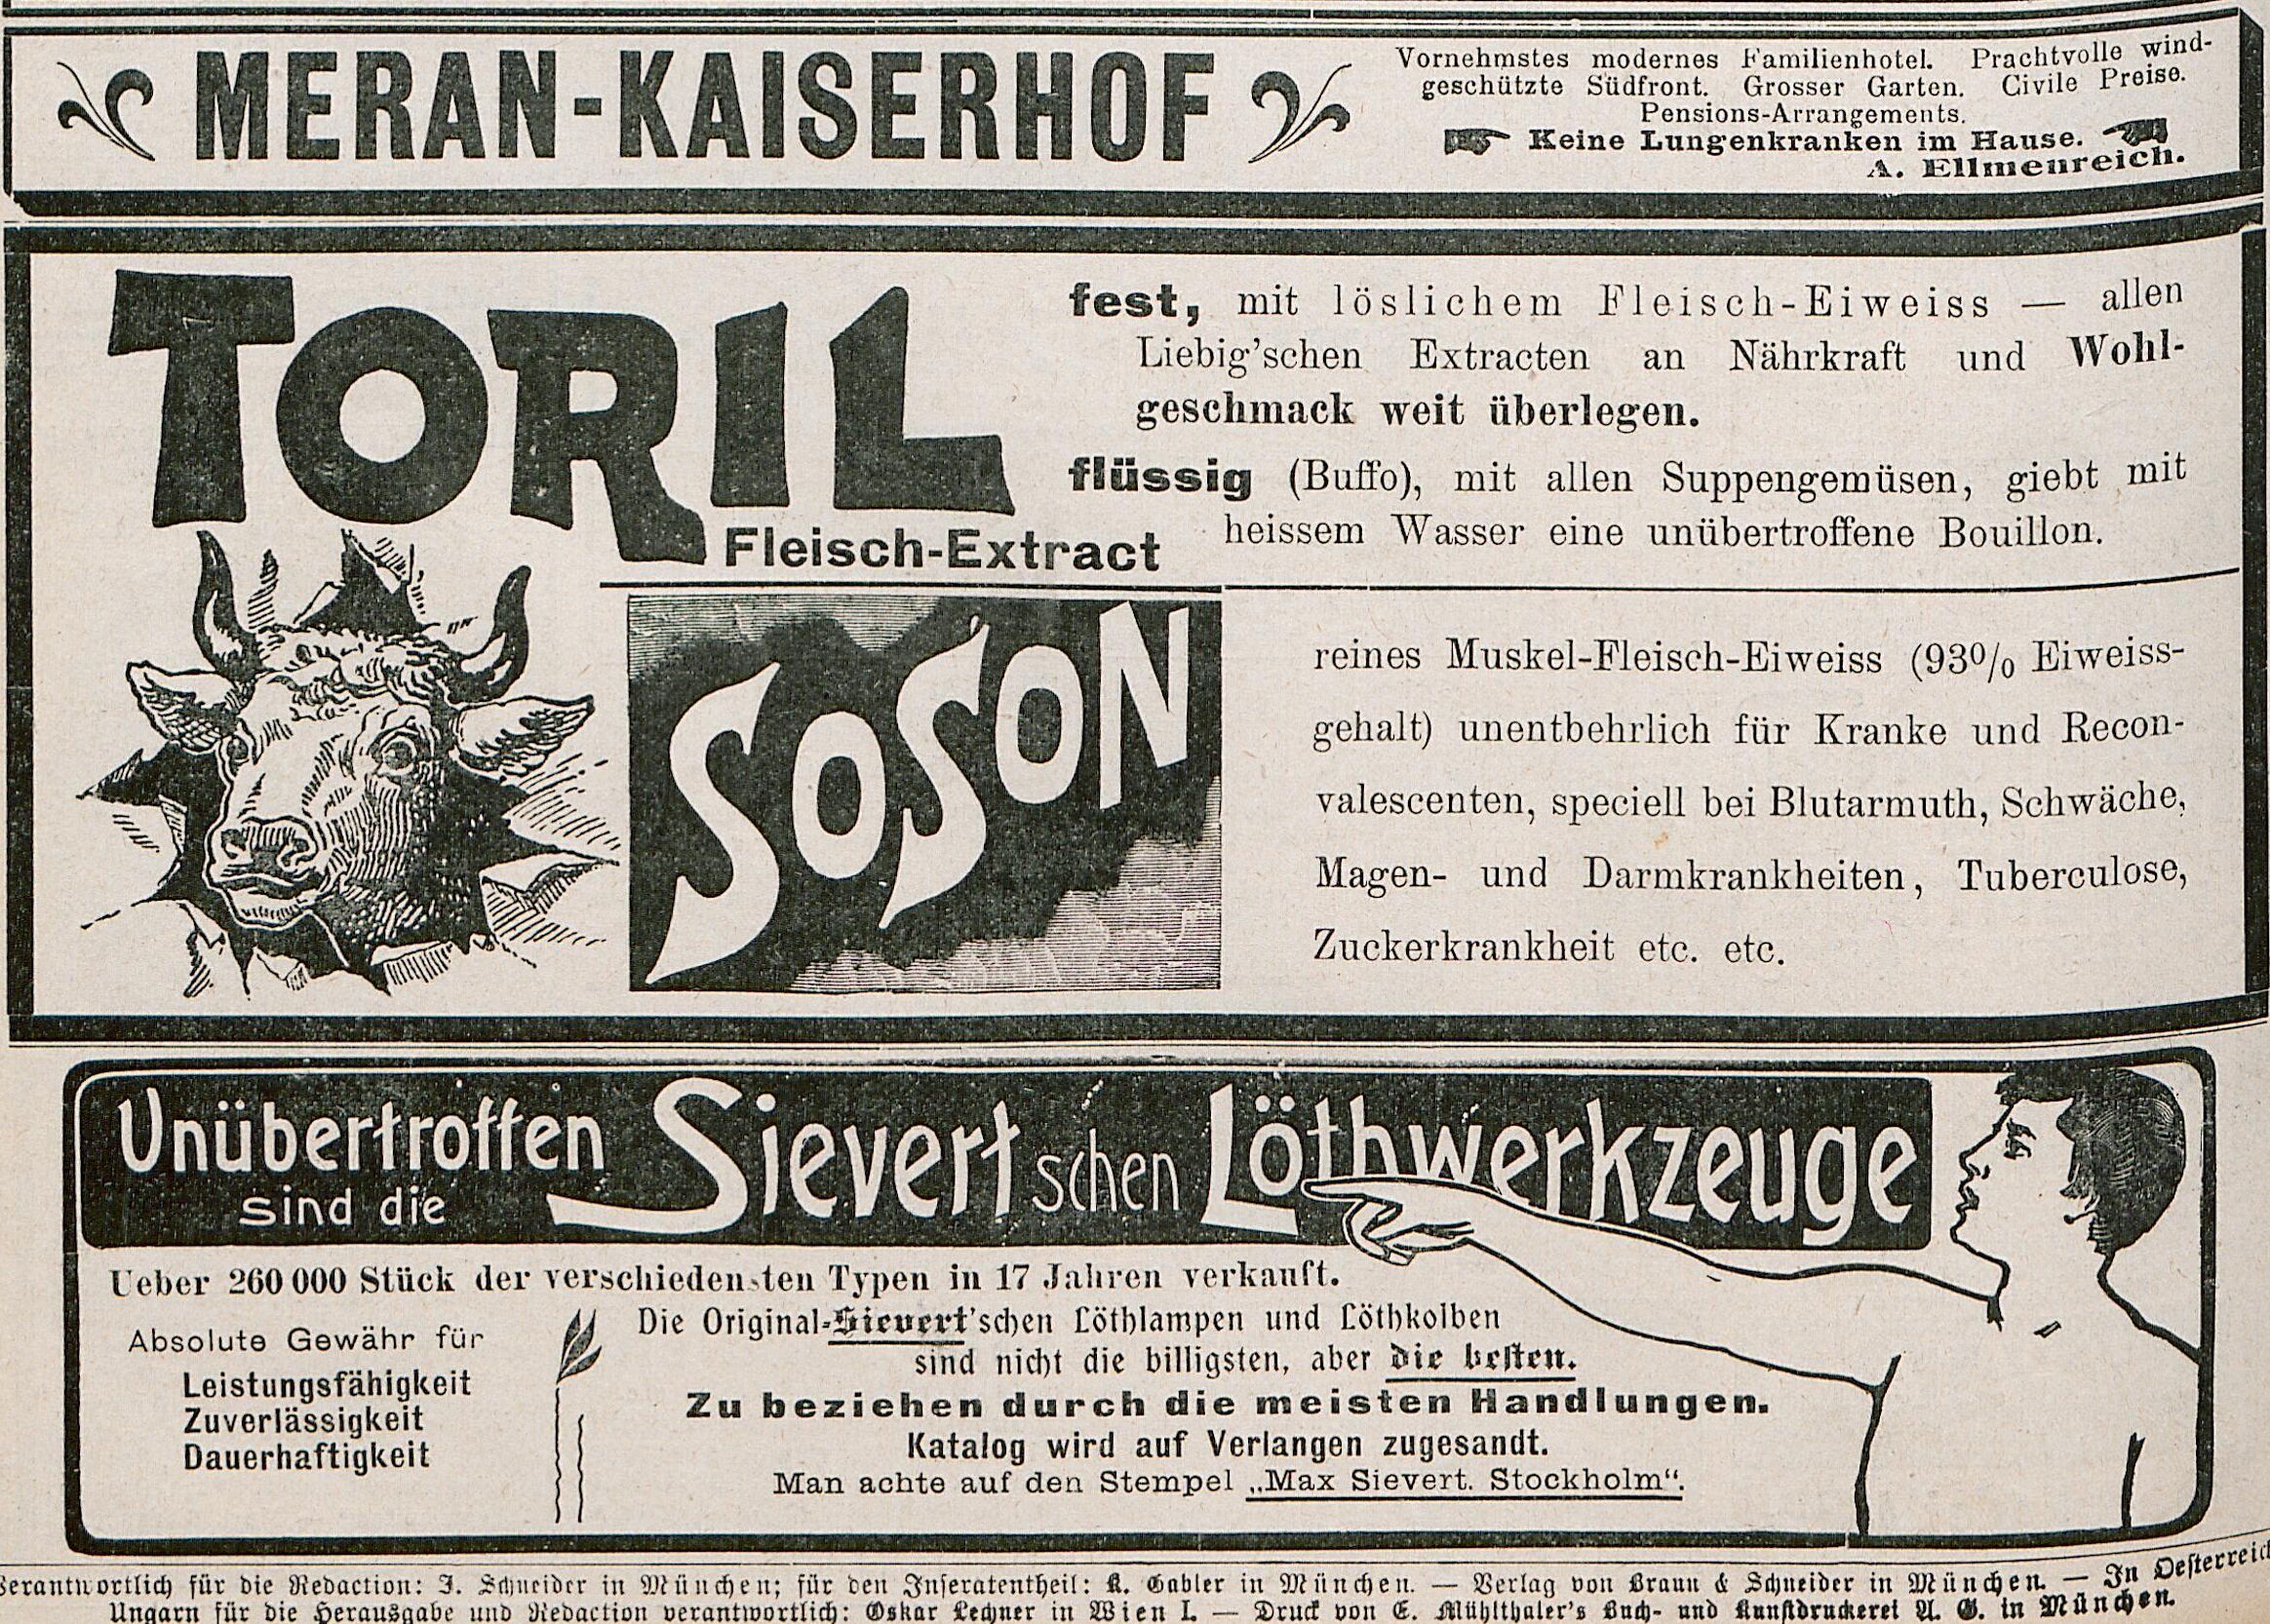 MERAN-KAISERHOF
Vornehmstes modernes Familienhotel. Prachtvolle wind-
geschützte Südfront. Grosser Garten. Civile Preise.
Pensions-Arrangements.
Keine Lungenkranken im Hause.
A. Ellmenreich.
TORIL
Fleisch-Extract
fest, mit löslichem Fleisch-Eiweiss — allen
Liebig'schen Extracten an Nährkraft und Wohl-
geschmack weit überlegen.
flüssig (Buffo), mit allen Suppengemüsen, giebt mit
heissem Wasser eine unübertroffene Bouillon.
SOSON
reines Muskel-Fleisch-Eiweiss (93% Eiweiss-
gehalt) unentbehrlich für Kranke und Recon-
valescenten, speciell bei Blutarmuth, Schwäche,
Magen- und Darmkrankheiten, Tuberculose,
Zuckerkrankheit etc. etc.
Unübertroffen
sind die Sievertschen Löthwerkzeuge
Ueber 260 000 Stück der verschiedensten Typen in 17 Jahren verkauft.
Absolute Gewähr für
Leistungsfähigkeit
Zuverlässigkeit
Dauerhaftigkeit
Die Original-Sievert'schen Löthlampen und Löthkolben
sind nicht die billigsten, aber die besten.
Zu beziehen durch die meisten Handlungen.
Katalog wird auf Verlangen zugesandt.
Man achte auf den Stempel „Max Sievert. Stockholm“.
Verantwortlich für die Redaction: J. Schneider in München; für den Inseratentheil: K. Gabler in München. — Verlag von Braun & Schneider in München. — In Oesterreich
Ungarn für die Herausgabe und Redaction verantwortlich: Oskar Lechner in Wien I. — Druck von E. Mühlthaler's Buch- und Kunstdruckerei A. G. in München.